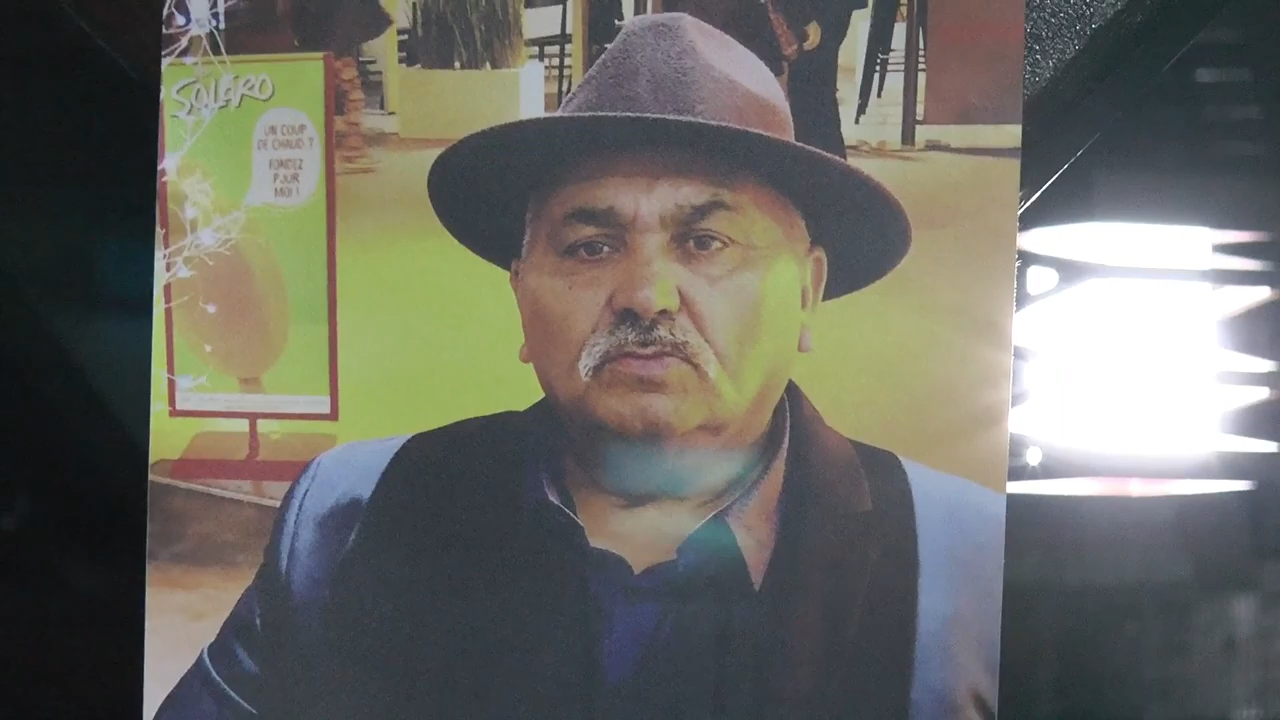 SOLERO
UN COUP
DE CHAUD ?
FONDEZ
POUR
MOI !